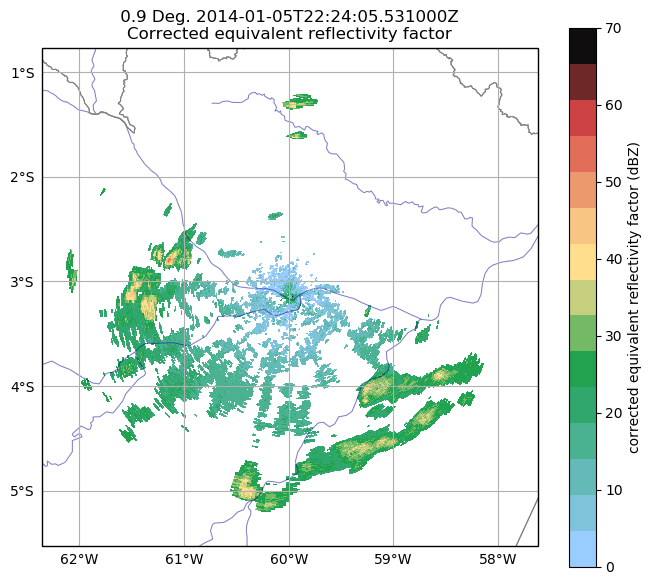 0.9 Deg. 2014-01-05T22:24:05.531000Z
Corrected equivalent reflectivity factor
1°S
2°S
3°S
4°S
5°S
62°W 61°W 60°W 59°W 58°W
70
60
50
40
30
20
10
0
corrected equivalent reflectivity factor (dBZ)